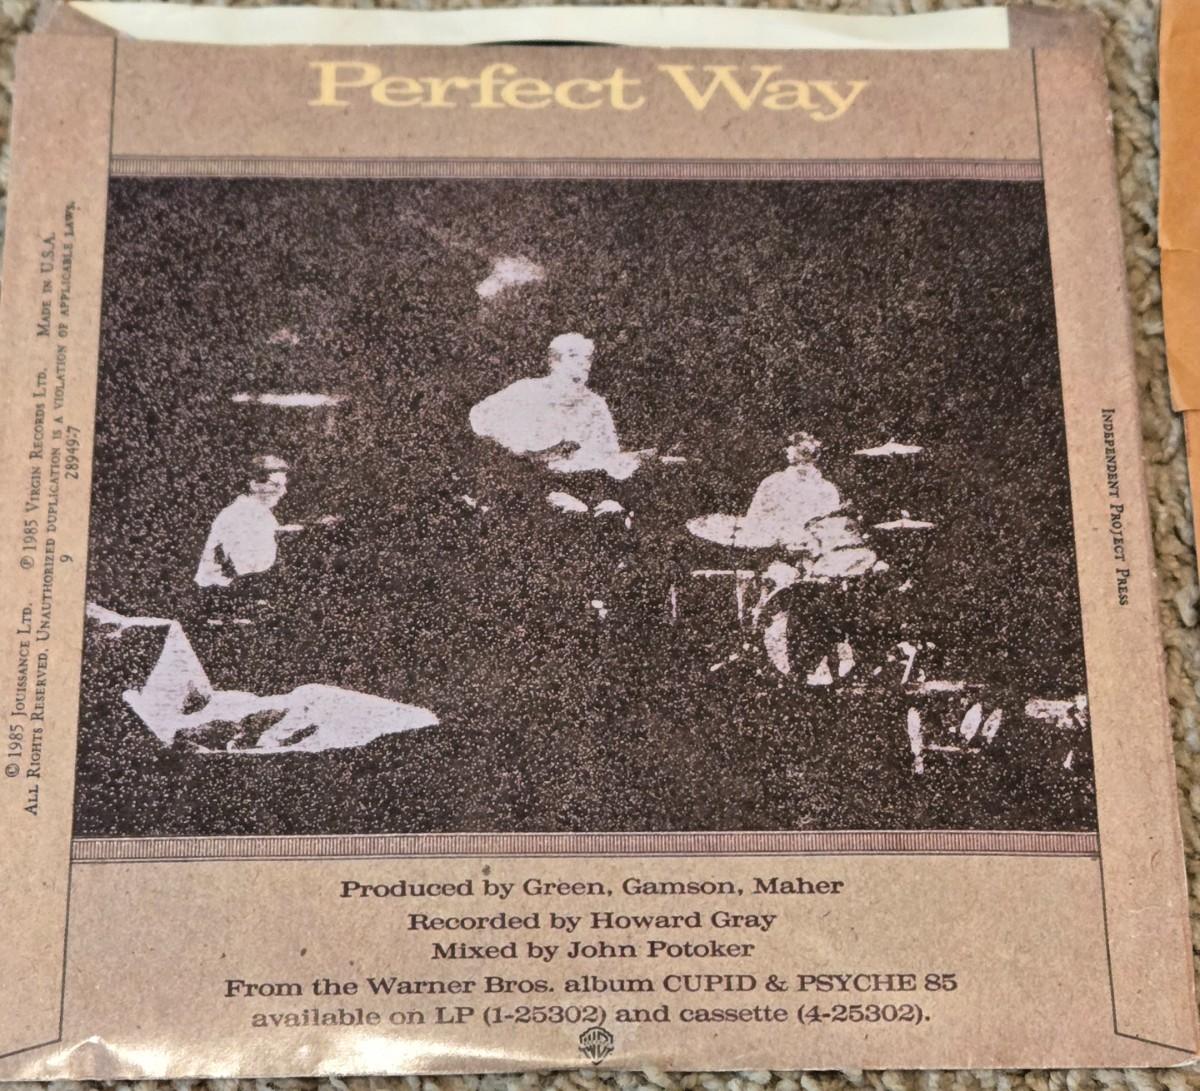 Perfect Way
© 1985 Jouissance Ltd. ℗ 1985 Virgin Records Ltd. Made in U.S.A.
All Rights Reserved. Unauthorized duplication is a violation of applicable laws.
9 28949-7
Independent Project Press
Produced by Green, Gamson, Maher
Recorded by Howard Gray
Mixed by John Potoker
From the Warner Bros. album CUPID & PSYCHE 85
available on LP (1-25302) and cassette (4-25302).